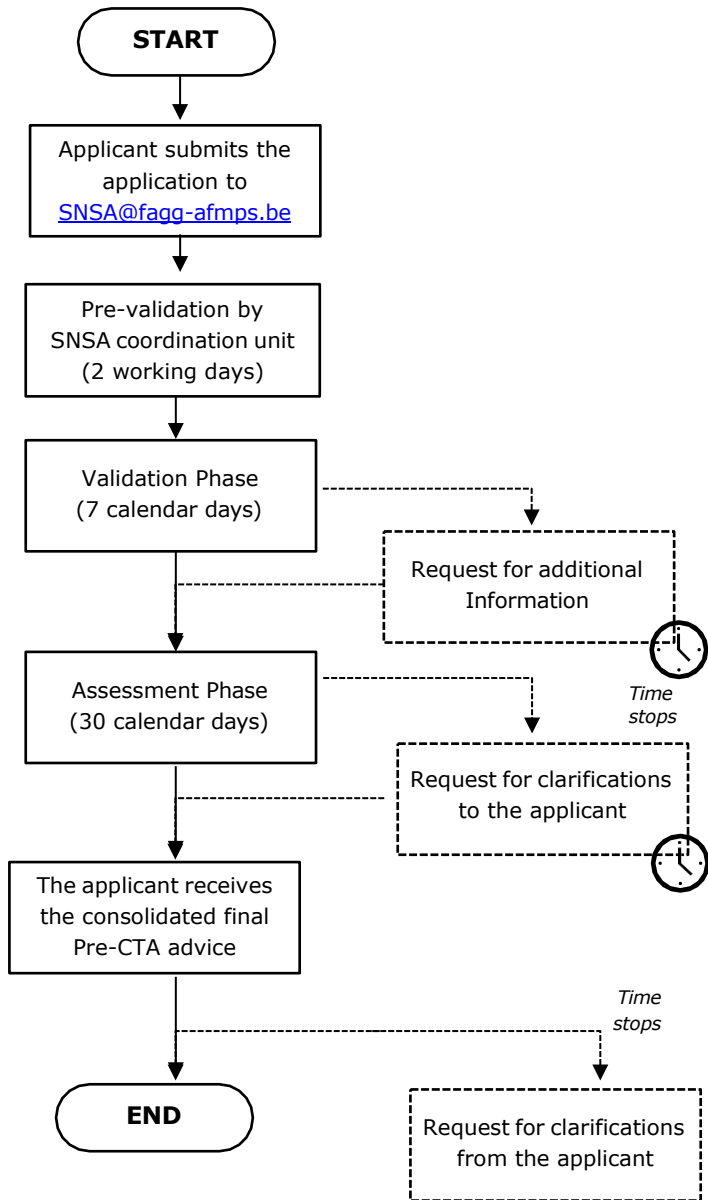 START
Applicant submits the
application to
SNSA@fagg-afmps.be
Pre-validation by
SNSA coordination unit
(2 working days)
Validation Phase
(7 calendar days)
Request for additional
Information
Time
stops
Assessment Phase
(30 calendar days)
Request for clarifications
to the applicant
The applicant receives
the consolidated final
Pre-CTA advice
Time
stops
END
Request for clarifications
from the applicant